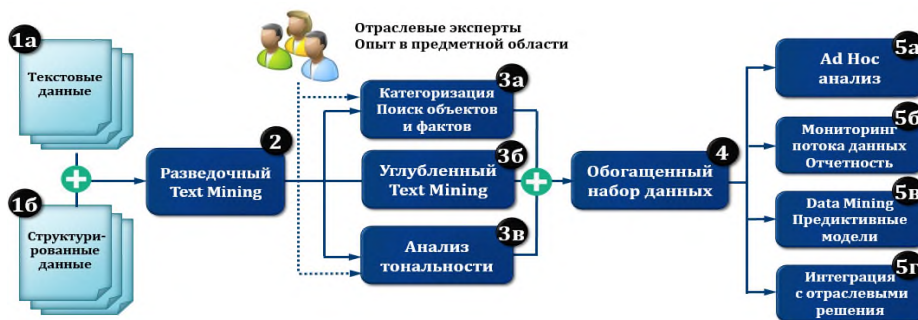 1а
Текстовые
данные
1б
Структури-
рованные
данные
2
Разведочный
Text Mining
Отраслевые эксперты
Опыт в предметной области
3а
Категоризация
Поиск объектов
и фактов
3б
Углубленный
Text Mining
3в
Анализ
тональности
4
Обогащенный
набор данных
5а
Ad Hoc
анализ
5б
Мониторинг
потока данных
Отчетность
5в
Data Mining
Предиктивные
модели
5г
Интеграция
с отраслевыми
решения